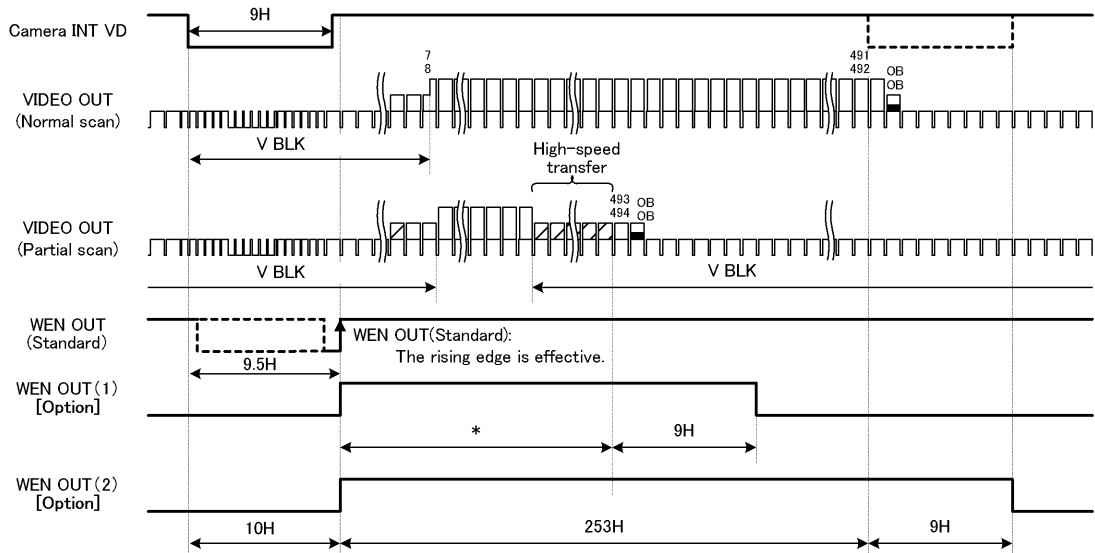 9H
Camera INT VD
7
8
491
492
OB
OB
VIDEO OUT
(Normal scan)
V BLK
High-speed
transfer
493
494
OB
OB
VIDEO OUT
(Partial scan)
V BLK
V BLK
WEN OUT
(Standard)
WEN OUT(Standard):
The rising edge is effective.
9.5H
WEN OUT(1)
[Option]
*
9H
WEN OUT(2)
[Option]
10H
253H
9H